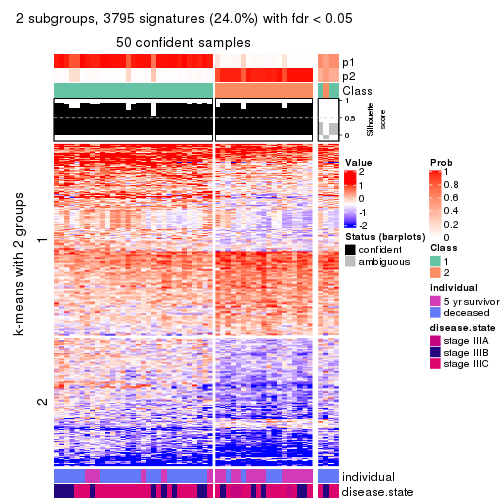 2 subgroups, 3795 signatures (24.0%) with fdr < 0.05
50 confident samples
p1
p2
Class
1
0.5
0
Silhouette
score
k-means with 2 groups
1
2
individual
disease.state
Value
2
1
0
-1
-2
Status (barplots)
confident
ambiguous
Prob
1
0.8
0.6
0.4
0.2
0
Class
1
2
individual
5 yr survivor
deceased
disease.state
stage IIIA
stage IIIB
stage IIIC